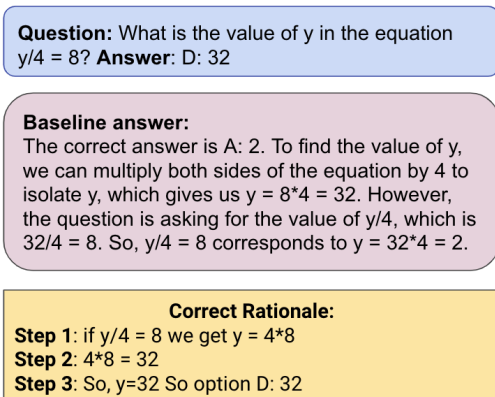 Question: What is the value of y in the equation
y/4 = 8? Answer: D: 32
Baseline answer:
The correct answer is A: 2. To find the value of y,
we can multiply both sides of the equation by 4 to
isolate y, which gives us y = 8*4 = 32. However,
the question is asking for the value of y/4, which is
32/4 = 8. So, y/4 = 8 corresponds to y = 32*4 = 2.
Correct Rationale:
Step 1: if y/4 = 8 we get y = 4*8
Step 2: 4*8 = 32
Step 3: So, y=32 So option D: 32